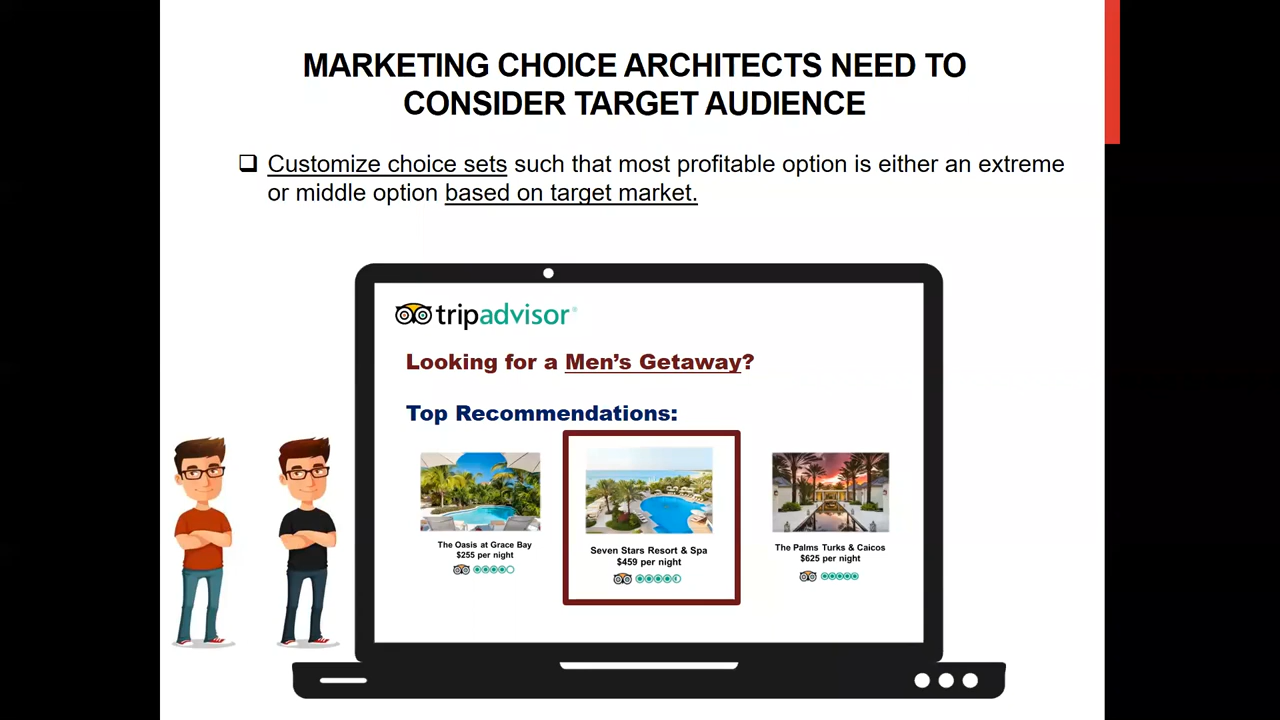 MARKETING CHOICE ARCHITECTS NEED TO
CONSIDER TARGET AUDIENCE
Customize choice sets such that most profitable option is either an extreme
or middle option based on target market.
tripadvisor®
Looking for a Men's Getaway?
Top Recommendations:
The Oasis at Grace Bay
$255 per night
Seven Stars Resort & Spa
$459 per night
The Palms Turks & Caicos
$625 per night